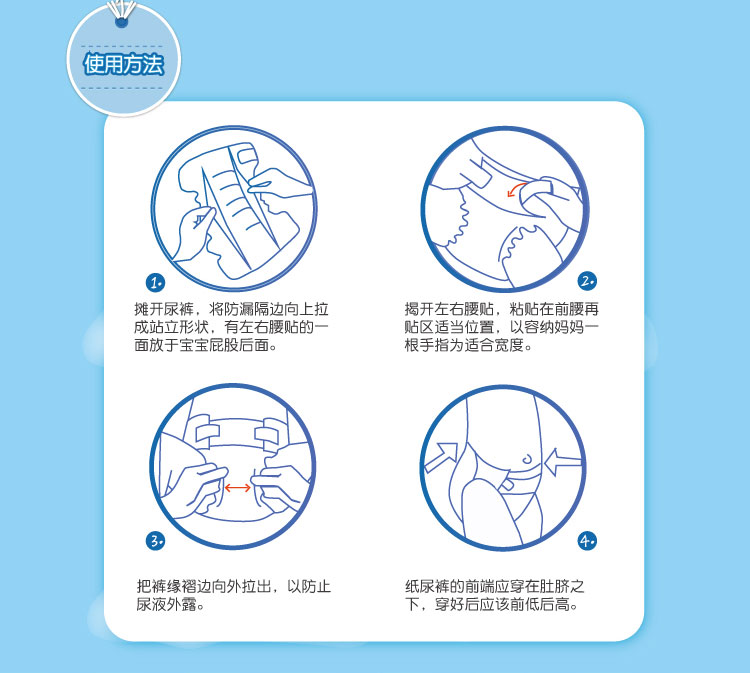 使用方法
1.
摊开尿裤，将防漏隔边向上拉
成站立形状，有左右腰贴的一
面放于宝宝屁股后面。
2.
揭开左右腰贴，粘贴在前腰再
贴区适当位置，以容纳妈妈一
根手指为适合宽度。
3.
把裤缘褶边向外拉出，以防止
尿液外露。
4.
纸尿裤的前端应穿在肚脐之
下，穿好后应该前低后高。